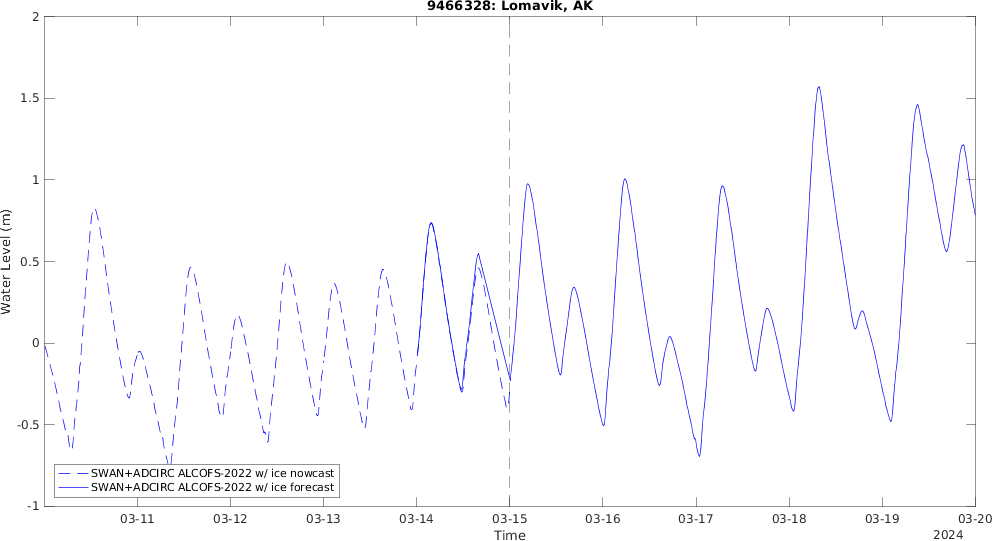 9466328: Lomavik, AK
2
1.5
1
0.5
0
-0.5
-1
Water Level (m)
SWAN+ADCIRC ALCOFS-2022 w/ ice nowcast
SWAN+ADCIRC ALCOFS-2022 w/ ice forecast
03-11 03-12 03-13 03-14 03-15 03-16 03-17 03-18 03-19 03-20
Time
2024